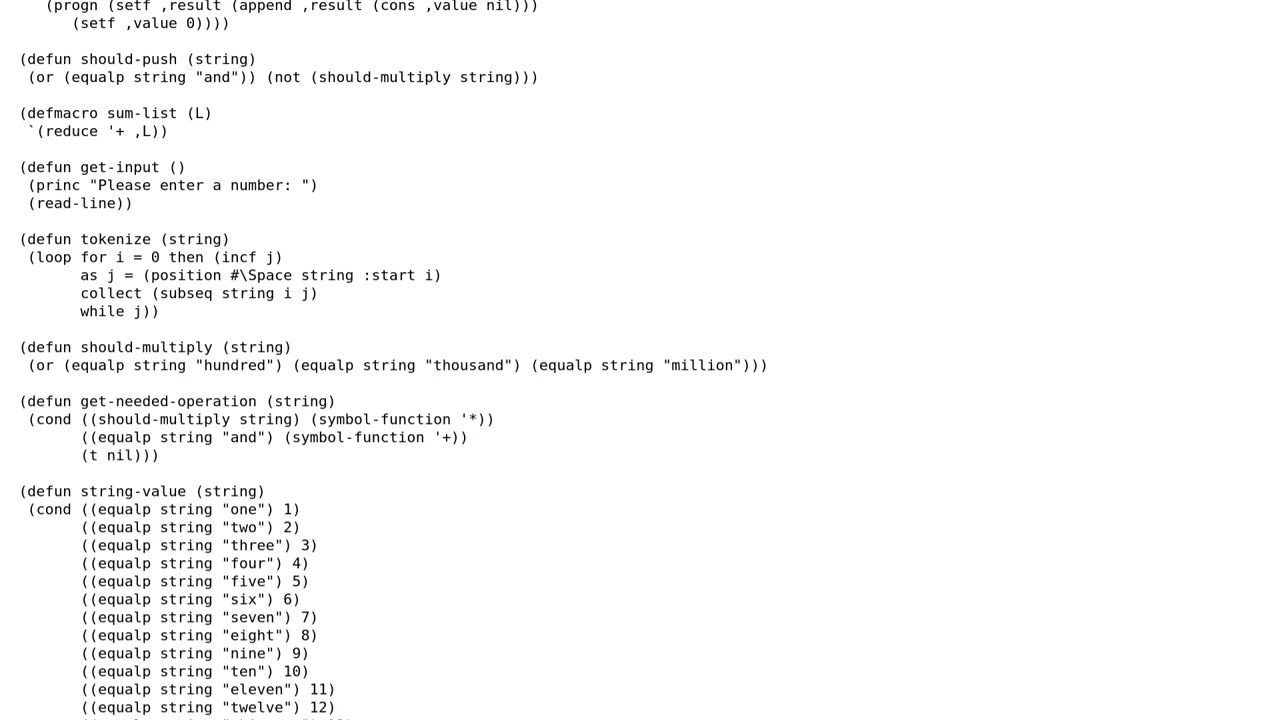 (progn (setf ,result (append ,result (cons ,value nil)))
(setf ,value 0))))
(defun should-push (string)
(or (equalp string "and")) (not (should-multiply string)))
(defmacro sum-list (L)
`(reduce '+ ,L))
(defun get-input ()
(princ "Please enter a number: ")
(read-line))
(defun tokenize (string)
(loop for i = 0 then (incf j)
as j = (position #\Space string :start i)
collect (subseq string i j)
while j))
(defun should-multiply (string)
(or (equalp string "hundred") (equalp string "thousand") (equalp string "million")))
(defun get-needed-operation (string)
(cond ((should-multiply string) (symbol-function '*))
((equalp string "and") (symbol-function '+))
(t nil)))
(defun string-value (string)
(cond ((equalp string "one") 1)
((equalp string "two") 2)
((equalp string "three") 3)
((equalp string "four") 4)
((equalp string "five") 5)
((equalp string "six") 6)
((equalp string "seven") 7)
((equalp string "eight") 8)
((equalp string "nine") 9)
((equalp string "ten") 10)
((equalp string "eleven") 11)
((equalp string "twelve") 12)